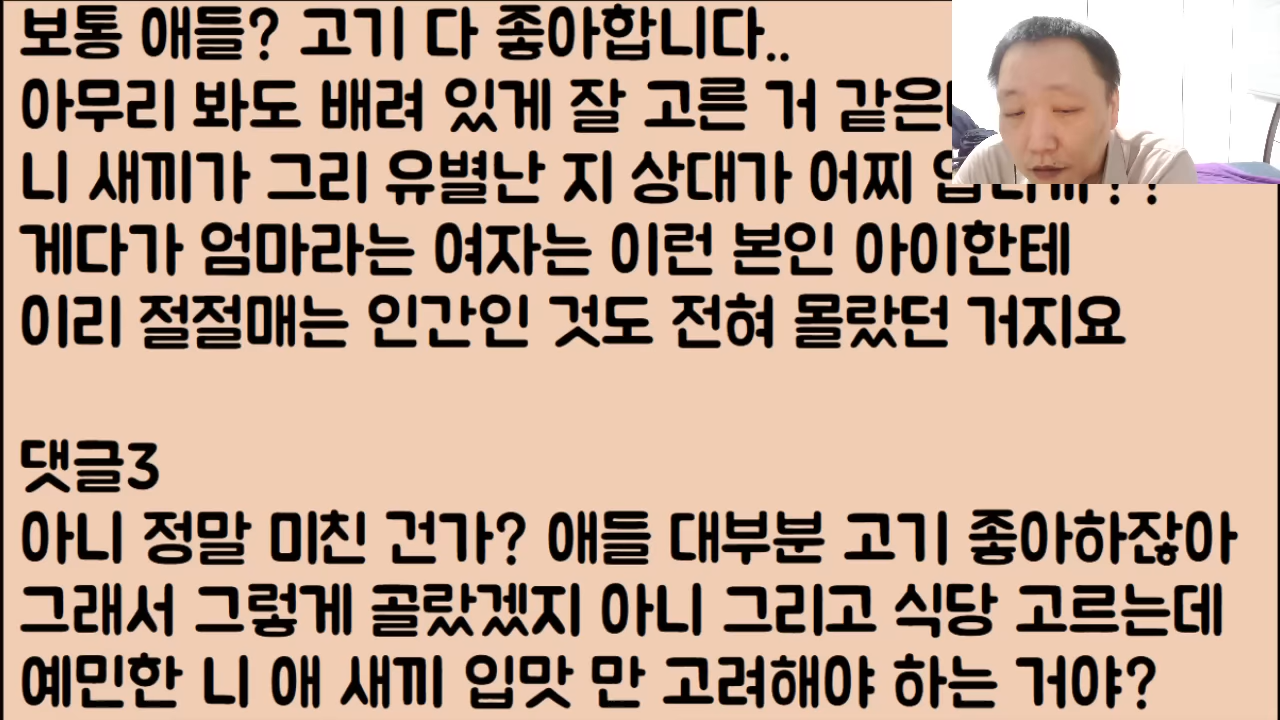 보통 애들? 고기 다 좋아합니다..
아무리 봐도 배려 있게 잘 고른 거
니 새끼가 그리 유별난 지 상대가 어찌
게다가 엄마라는 여자는 이런 본인 아이한테
이리 절절매는 인간인 것도 전혀 몰랐던 거지요
댓글3
아니 정말 미친 건가? 애들 대부분 고기 좋아하잖아
그래서 그렇게 골랐겠지 아니 그리고 식당 고르는데
예민한 니 애 새끼 입맛 만 고려해야 하는 거야?